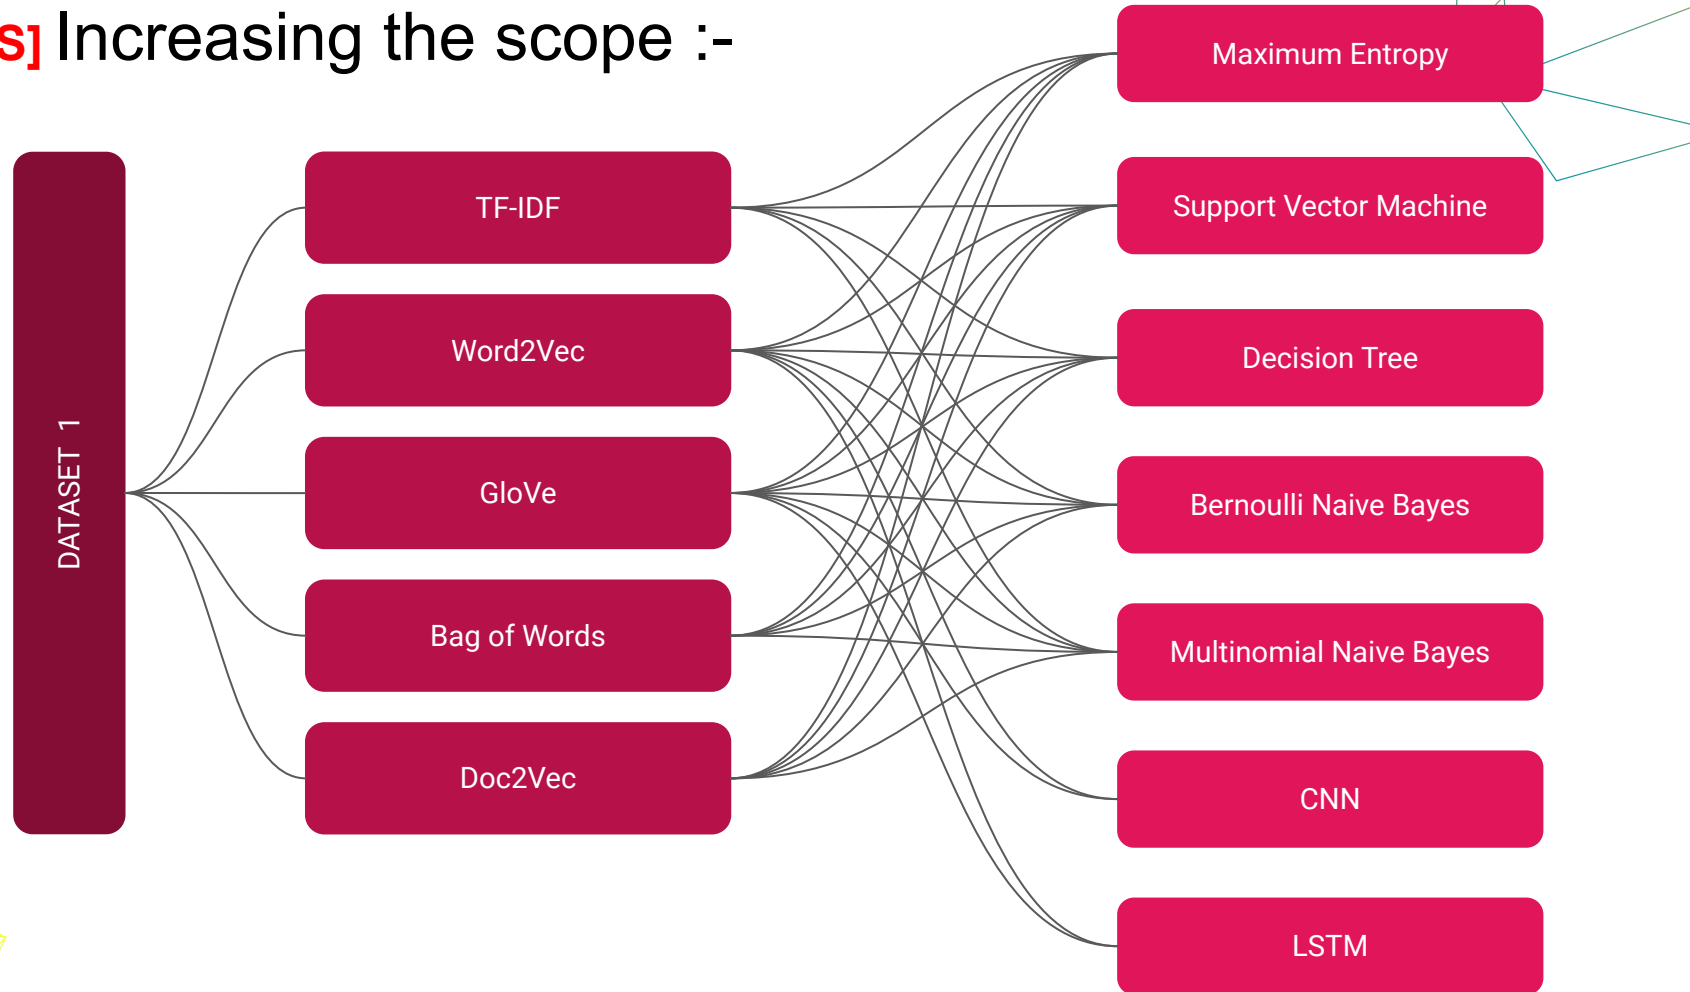 S] Increasing the scope :-
DATASET 1
TF-IDF
Word2Vec
GloVe
Bag of Words
Doc2Vec
Maximum Entropy
Support Vector Machine
Decision Tree
Bernoulli Naive Bayes
Multinomial Naive Bayes
CNN
LSTM